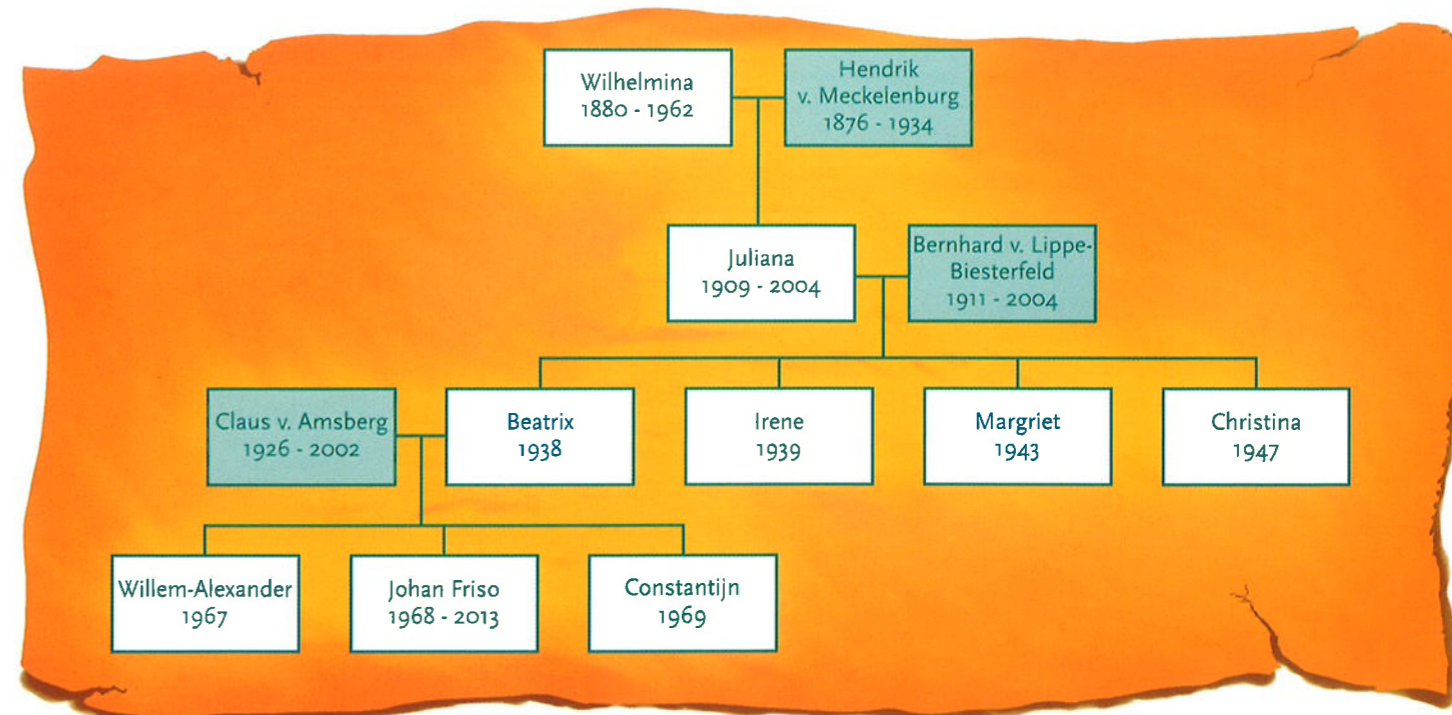 Wilhelmina
1880 - 1962
Hendrik
v. Meckelenburg
1876 - 1934
Juliana
1909 - 2004
Bernhard v. Lippe-
Biesterfeld
1911 - 2004
Claus v. Amsberg
1926 - 2002
Beatrix
1938
Irene
1939
Margriet
1943
Christina
1947
Willem-Alexander
1967
Johan Friso
1968 - 2013
Constantijn
1969